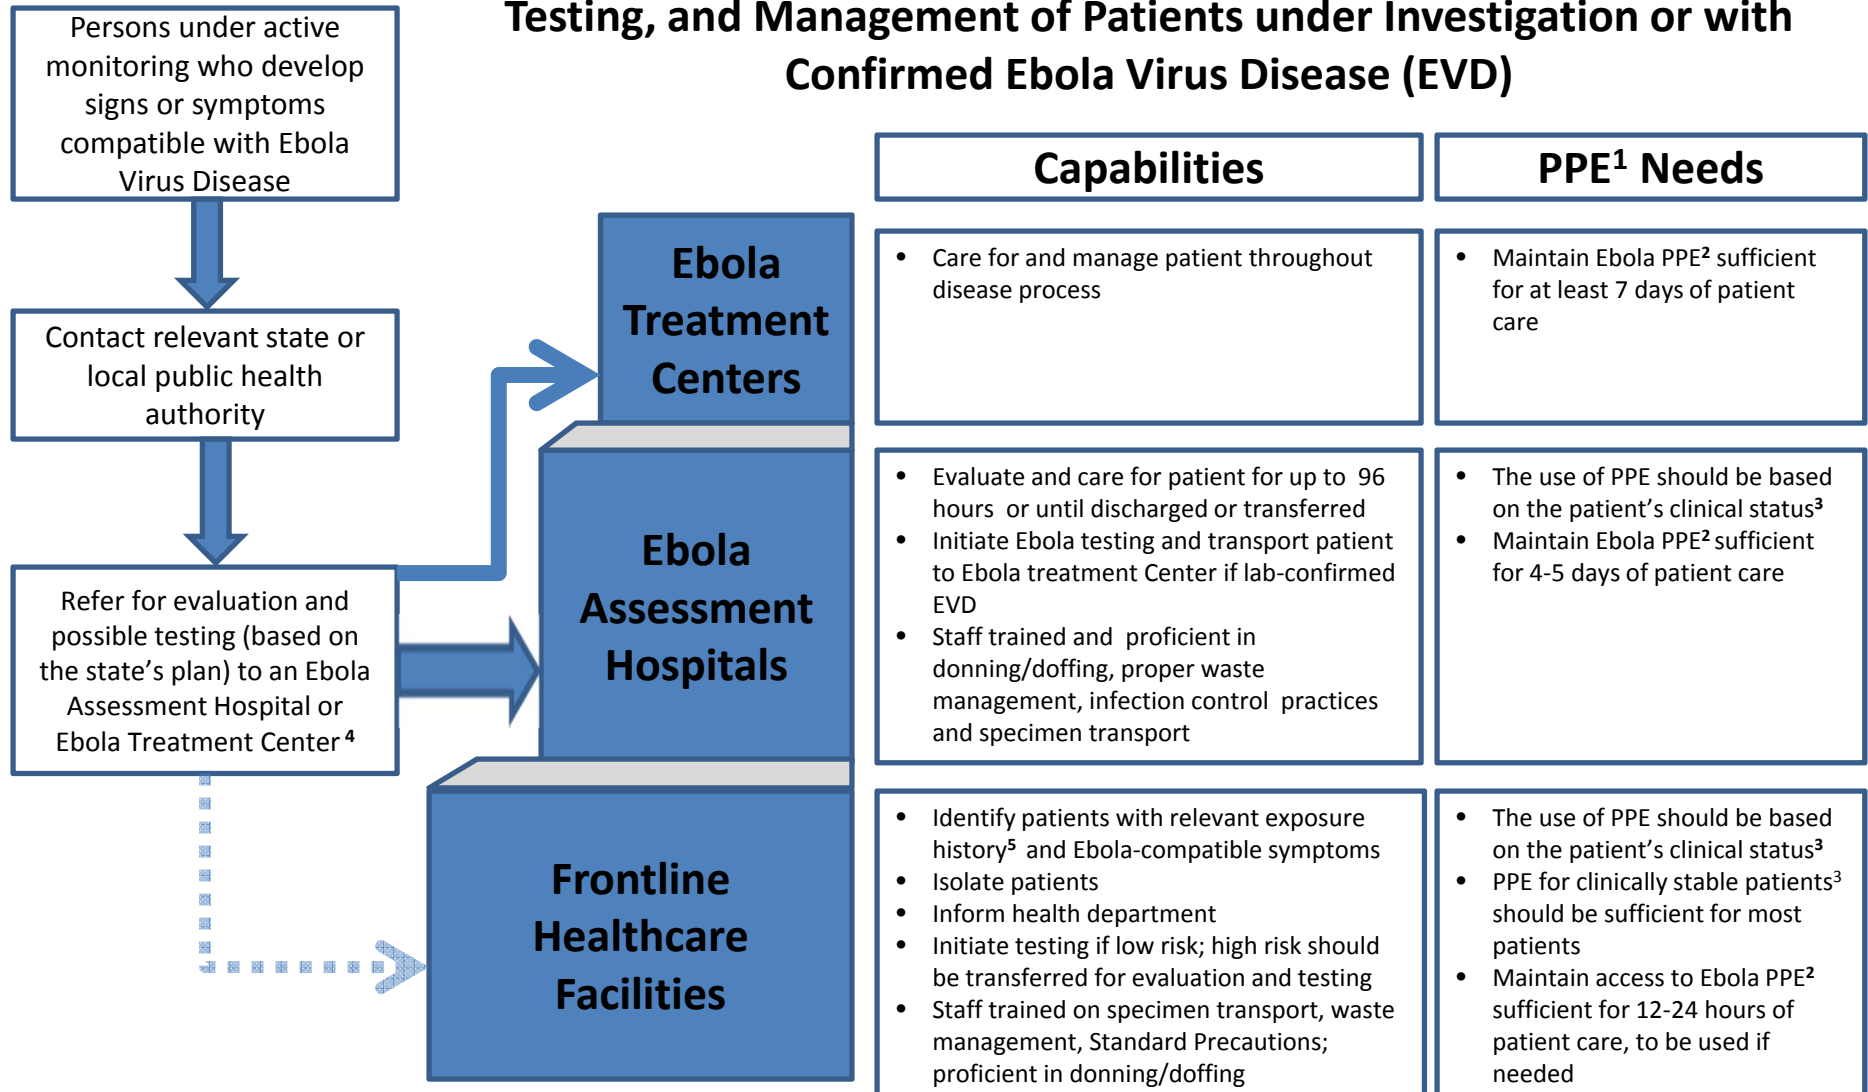 Testing, and Management of Patients under Investigation or with
Confirmed Ebola Virus Disease (EVD)
Persons under active
monitoring who develop
signs or symptoms
compatible with Ebola
Virus Disease
Contact relevant state or
local public health
authority
Refer for evaluation and
possible testing (based on
the state’s plan) to an Ebola
Assessment Hospital or
Ebola Treatment Center 4
Capabilities
PPE1 Needs
Ebola
Treatment
Centers
• Care for and manage patient throughout
disease process
• Maintain Ebola PPE2 sufficient
for at least 7 days of patient
care
Ebola
Assessment
Hospitals
• Evaluate and care for patient for up to 96
hours or until discharged or transferred
• Initiate Ebola testing and transport patient
to Ebola treatment Center if lab-confirmed
EVD
• Staff trained and proficient in
donning/doffing, proper waste
management, infection control practices
and specimen transport
• The use of PPE should be based
on the patient’s clinical status3
• Maintain Ebola PPE2 sufficient
for 4-5 days of patient care
Frontline
Healthcare
Facilities
• Identify patients with relevant exposure
history5 and Ebola-compatible symptoms
• Isolate patients
• Inform health department
• Initiate testing if low risk; high risk should
be transferred for evaluation and testing
• Staff trained on specimen transport, waste
management, Standard Precautions;
proficient in donning/doffing
• The use of PPE should be based
on the patient’s clinical status3
• PPE for clinically stable patients3
should be sufficient for most
patients
• Maintain access to Ebola PPE2
sufficient for 12-24 hours of
patient care, to be used if
needed